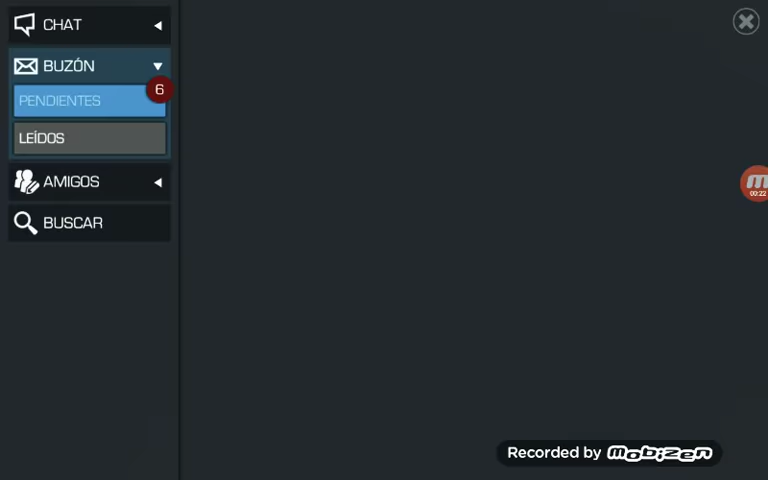 CHAT
BUZÓN
6
PENDIENTES
LEÍDOS
AMIGOS
00:22
BUSCAR
Recorded by mobizen